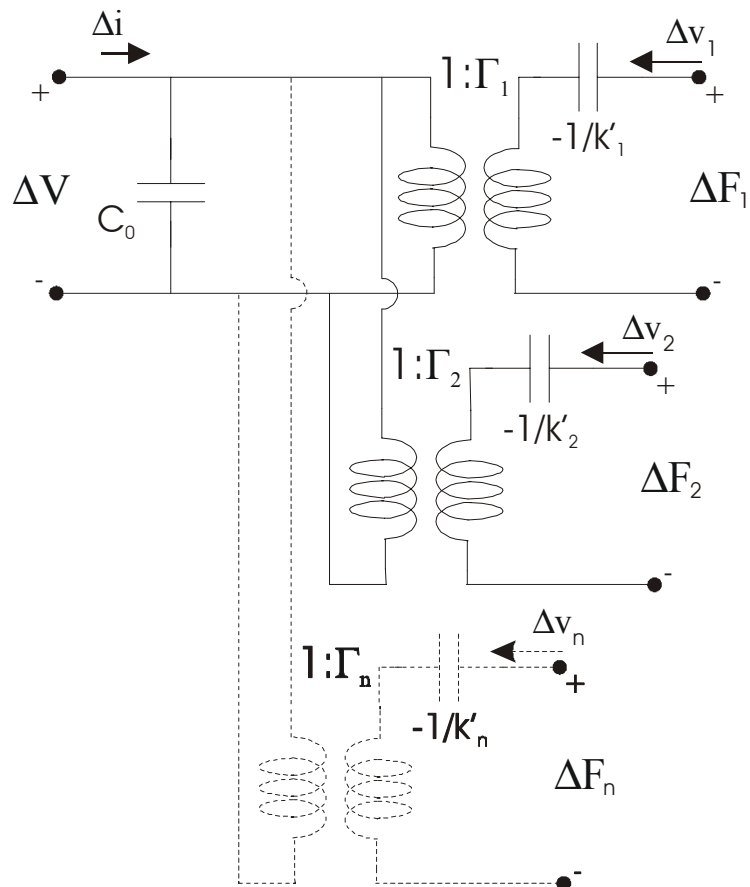 Δi
Δv₁
1:Γ₁
+
+
-1/k'₁
ΔV
C₀
ΔF₁
-
-
Δv₂
1:Γ₂
+
-1/k'₂
ΔF₂
-
Δvₙ
1:Γₙ
+
-1/k'ₙ
ΔFₙ
-